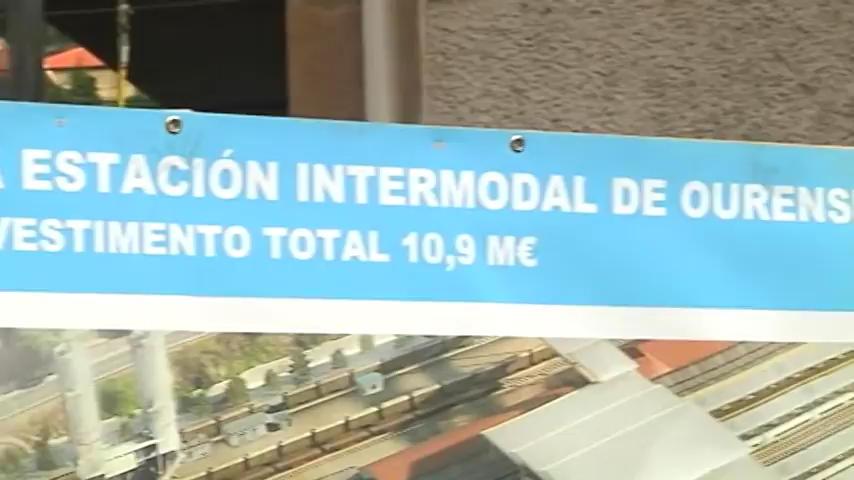 A ESTACIÓN INTERMODAL DE OURENS
VESTIMENTO TOTAL 10,9 M€